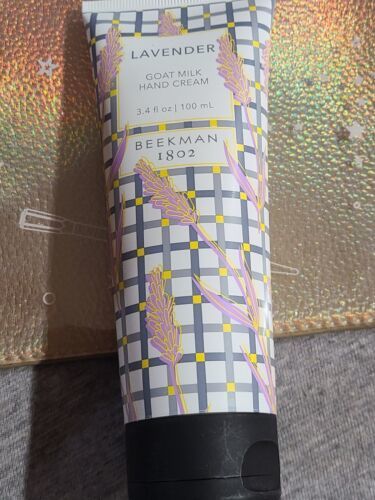 LAVENDER
GOAT MILK
HAND CREAM
3.4 fl oz | 100 mL
BEEKMAN
1802